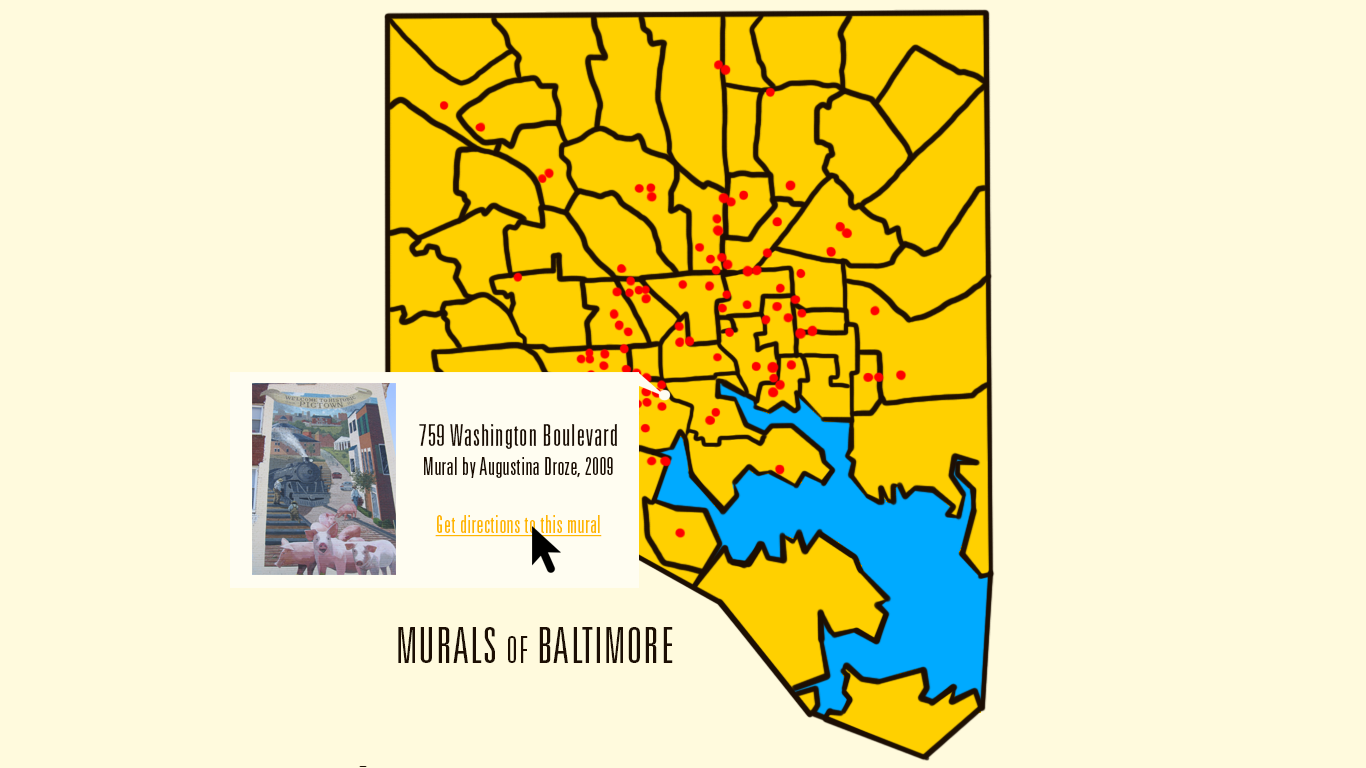 WELCOME TO HISTORIC
PIGTOWN
759 Washington Boulevard
Mural by Augustina Droze, 2009
Get directions to this mural
MURALS OF BALTIMORE